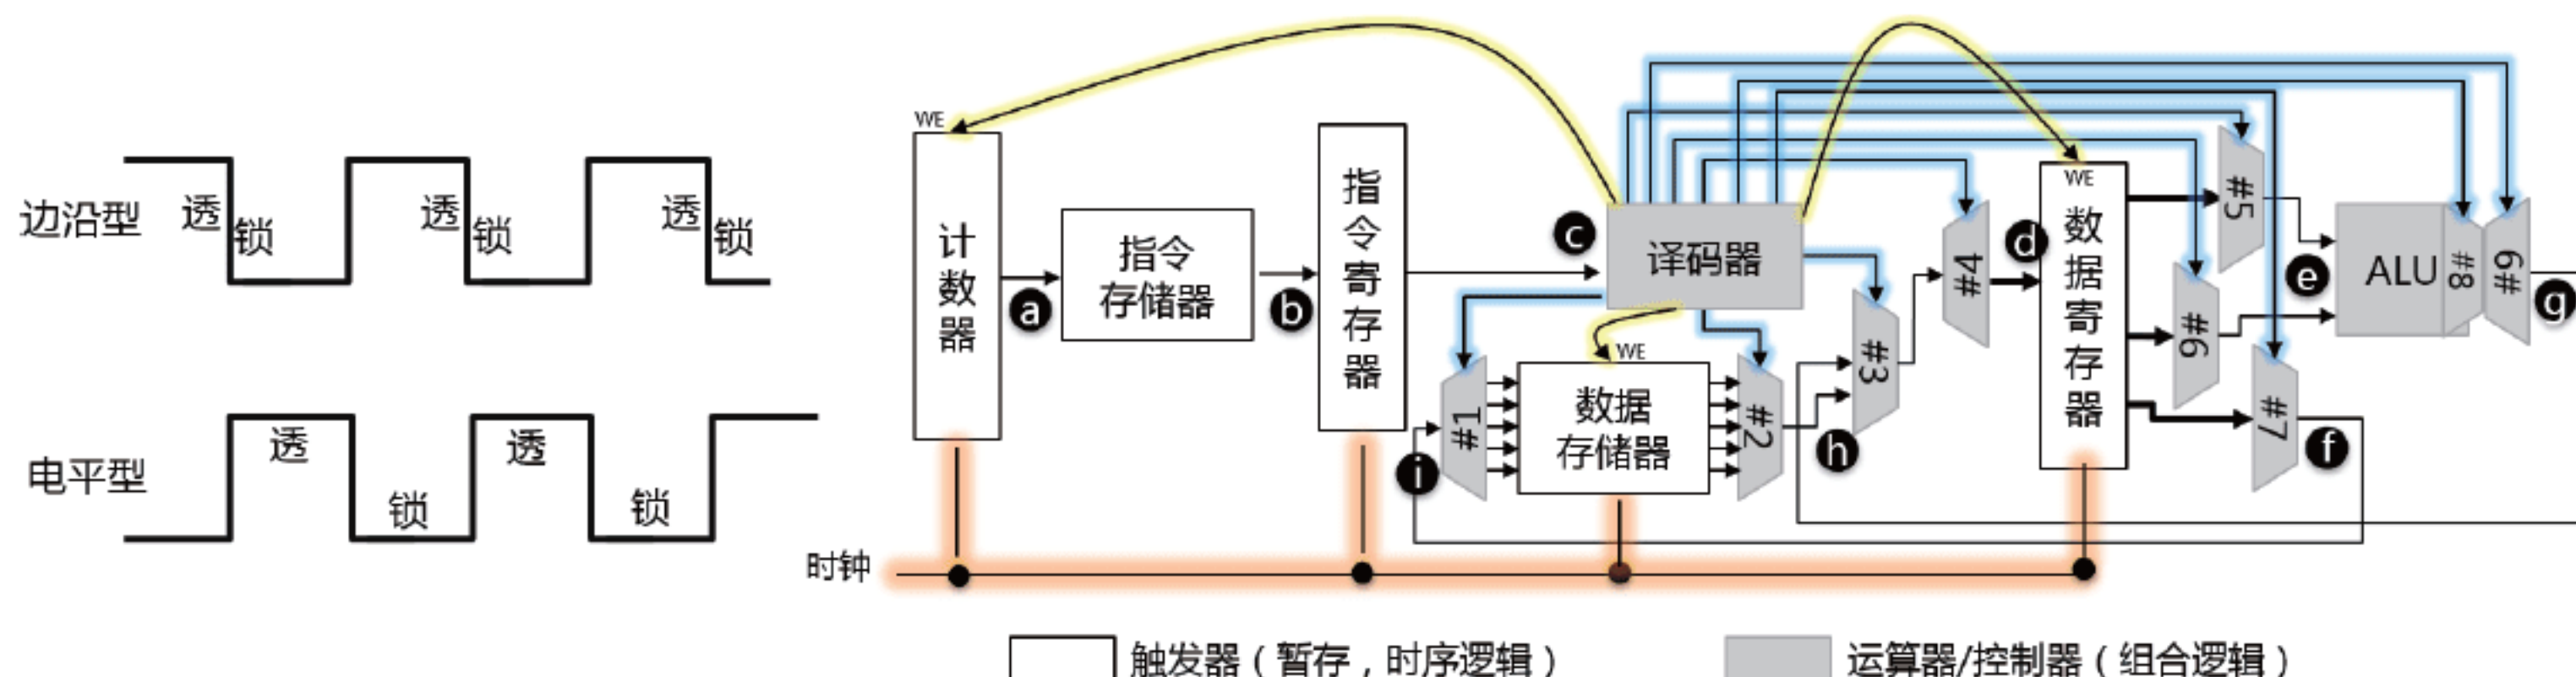 边沿型
透
锁
透
锁
透
锁
电平型
透
锁
透
锁
WE
计数器
a
指令
存储器
b
指令寄存器
c
译码器
WE
数据
存储器
#1
#2
i
h
#3
#4
d
WE
数据寄存器
#5
#6
#7
e
ALU
#8
#9
g
f
时钟
触发器（暂存，时序逻辑）
运算器/控制器（组合逻辑）